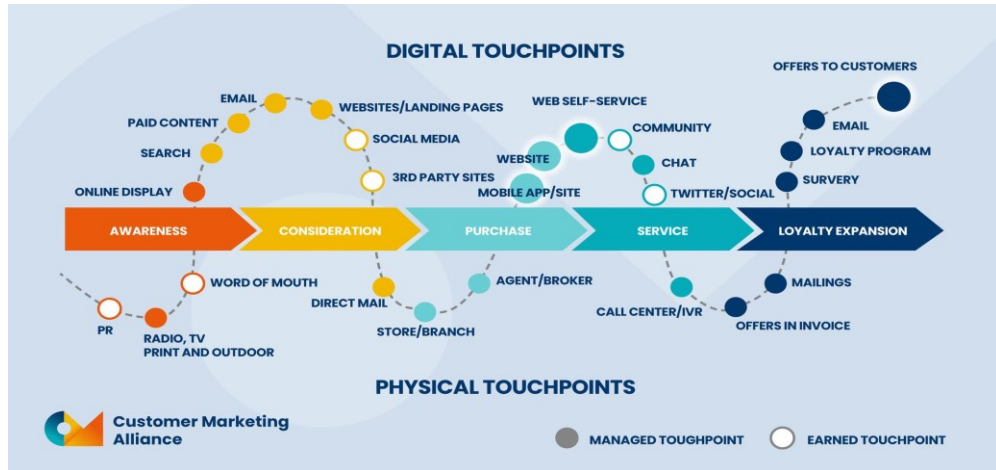 DIGITAL TOUCHPOINTS
OFFERS TO CUSTOMERS
EMAIL
WEBSITES/LANDING PAGES
WEB SELF-SERVICE
PAID CONTENT
SOCIAL MEDIA
COMMUNITY
EMAIL
SEARCH
WEBSITE
CHAT
LOYALTY PROGRAM
ONLINE DISPLAY
3RD PARTY SITES
MOBILE APP/SITE
TWITTER/SOCIAL
SURVERY
AWARENESS
CONSIDERATION
PURCHASE
SERVICE
LOYALTY EXPANSION
WORD OF MOUTH
DIRECT MAIL
AGENT/BROKER
MAILINGS
PR
RADIO, TV
PRINT AND OUTDOOR
STORE/BRANCH
CALL CENTER/IVR
OFFERS IN INVOICE
PHYSICAL TOUCHPOINTS
Customer Marketing
Alliance
MANAGED TOUGHPOINT
EARNED TOUCHPOINT